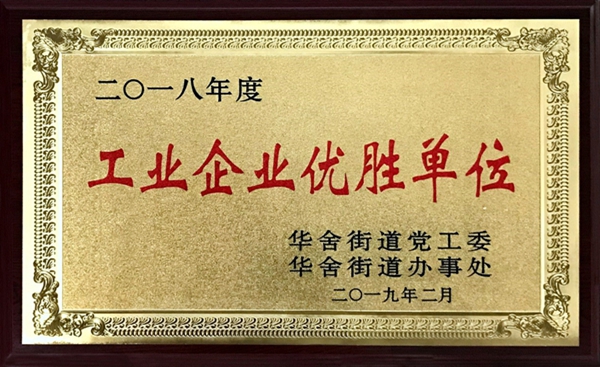 二〇一八年度
工业企业优胜单位
华舍街道党工委
华舍街道办事处
二〇一九年二月